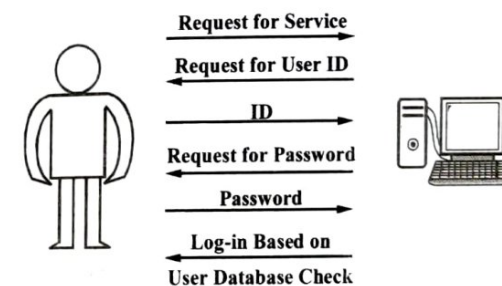 Request for Service
Request for User ID
ID
Request for Password
Password
Log-in Based on
User Database Check